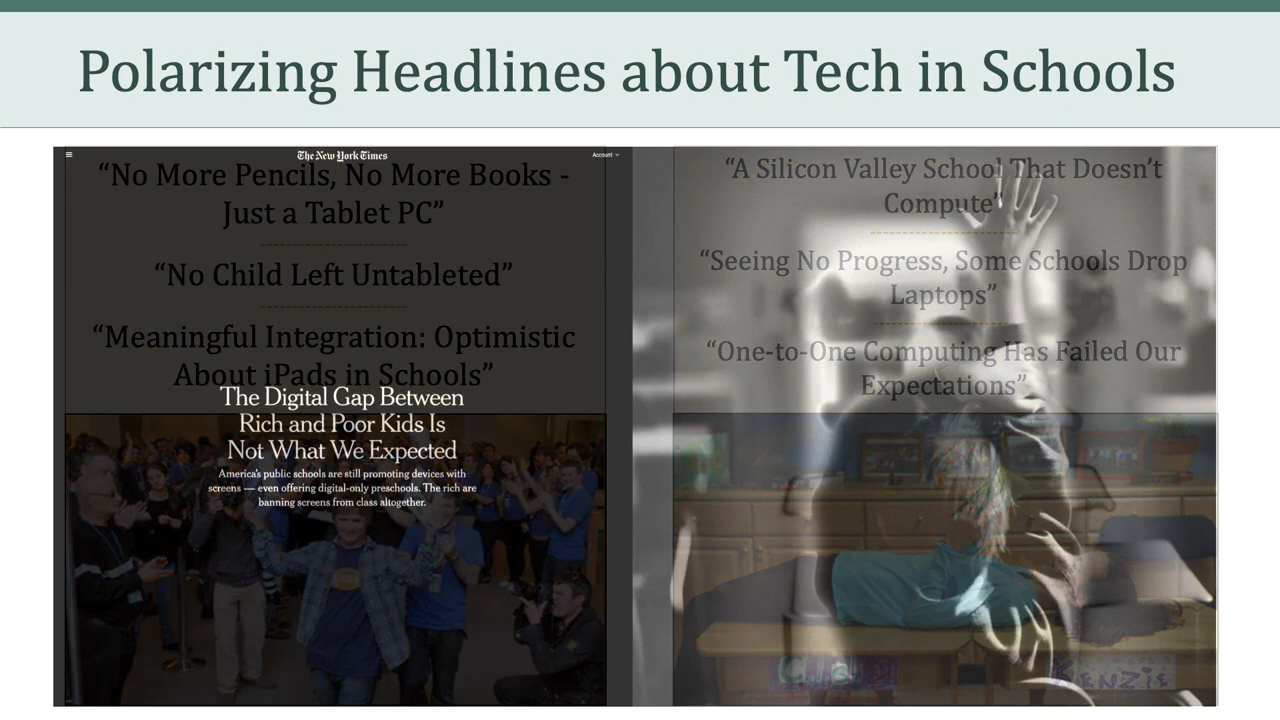 Polarizing Headlines about Tech in Schools
The New York Times
Account
“No More Pencils, No More Books -
Just a Tablet PC”
----------------------
“No Child Left Untableted”
----------------------
“Meaningful Integration: Optimistic
About iPads in Schools”
The Digital Gap Between
Rich and Poor Kids Is
Not What We Expected
America’s public schools are still promoting devices with
screens — even offering digital-only preschools. The rich are
banning screens from class altogether.
“A Silicon Valley School That Doesn’t
Compute”
----------------------
“Seeing No Progress, Some Schools Drop
Laptops”
----------------------
“One-to-One Computing Has Failed Our
Expectations”
KENZIE